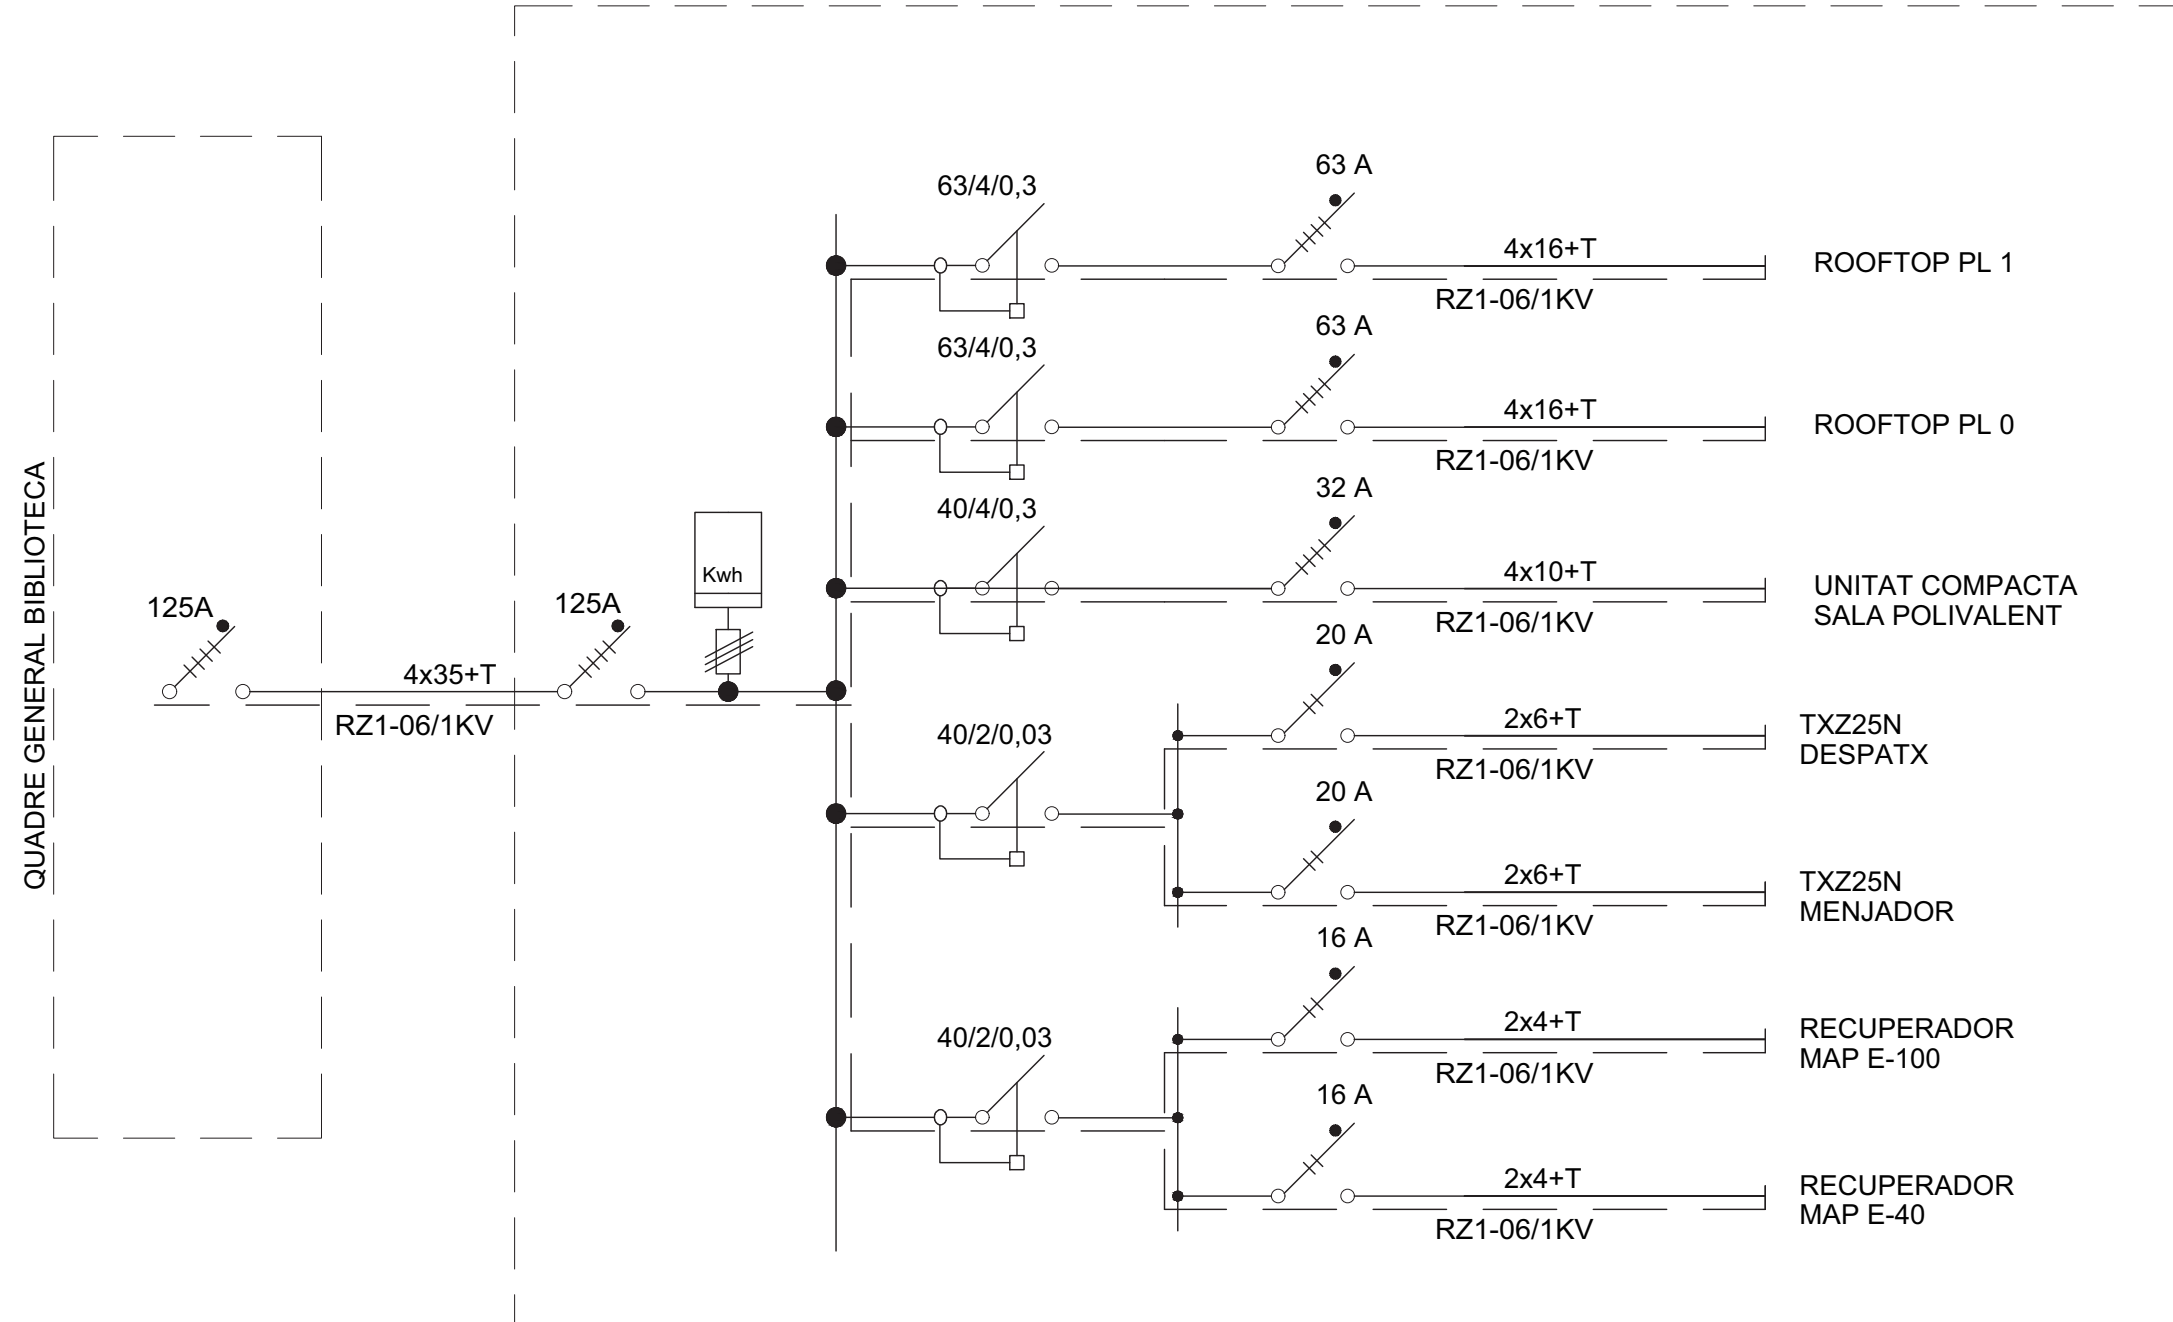 QUADRE GENERAL BIBLIOTECA
125A
4x35+T
RZ1-06/1KV
125A
Kwh
63/4/0,3
63 A
4x16+T
RZ1-06/1KV
ROOFTOP PL 1
63/4/0,3
63 A
4x16+T
RZ1-06/1KV
ROOFTOP PL 0
40/4/0,3
32 A
4x10+T
RZ1-06/1KV
UNITAT COMPACTA
SALA POLIVALENT
40/2/0,03
20 A
2x6+T
RZ1-06/1KV
TXZ25N
DESPATX
20 A
2x6+T
RZ1-06/1KV
TXZ25N
MENJADOR
40/2/0,03
16 A
2x4+T
RZ1-06/1KV
RECUPERADOR
MAP E-100
16 A
2x4+T
RZ1-06/1KV
RECUPERADOR
MAP E-40